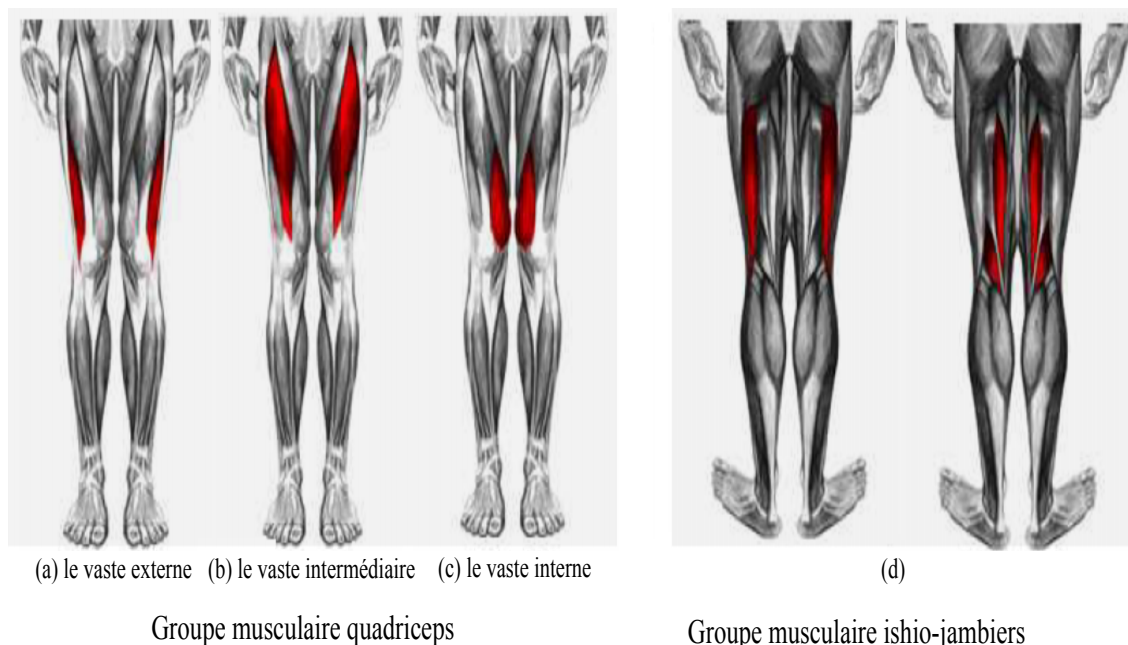 (a) le vaste externe (b) le vaste intermédiaire (c) le vaste interne
(d)
Groupe musculaire quadriceps
Groupe musculaire ishio-jambiers